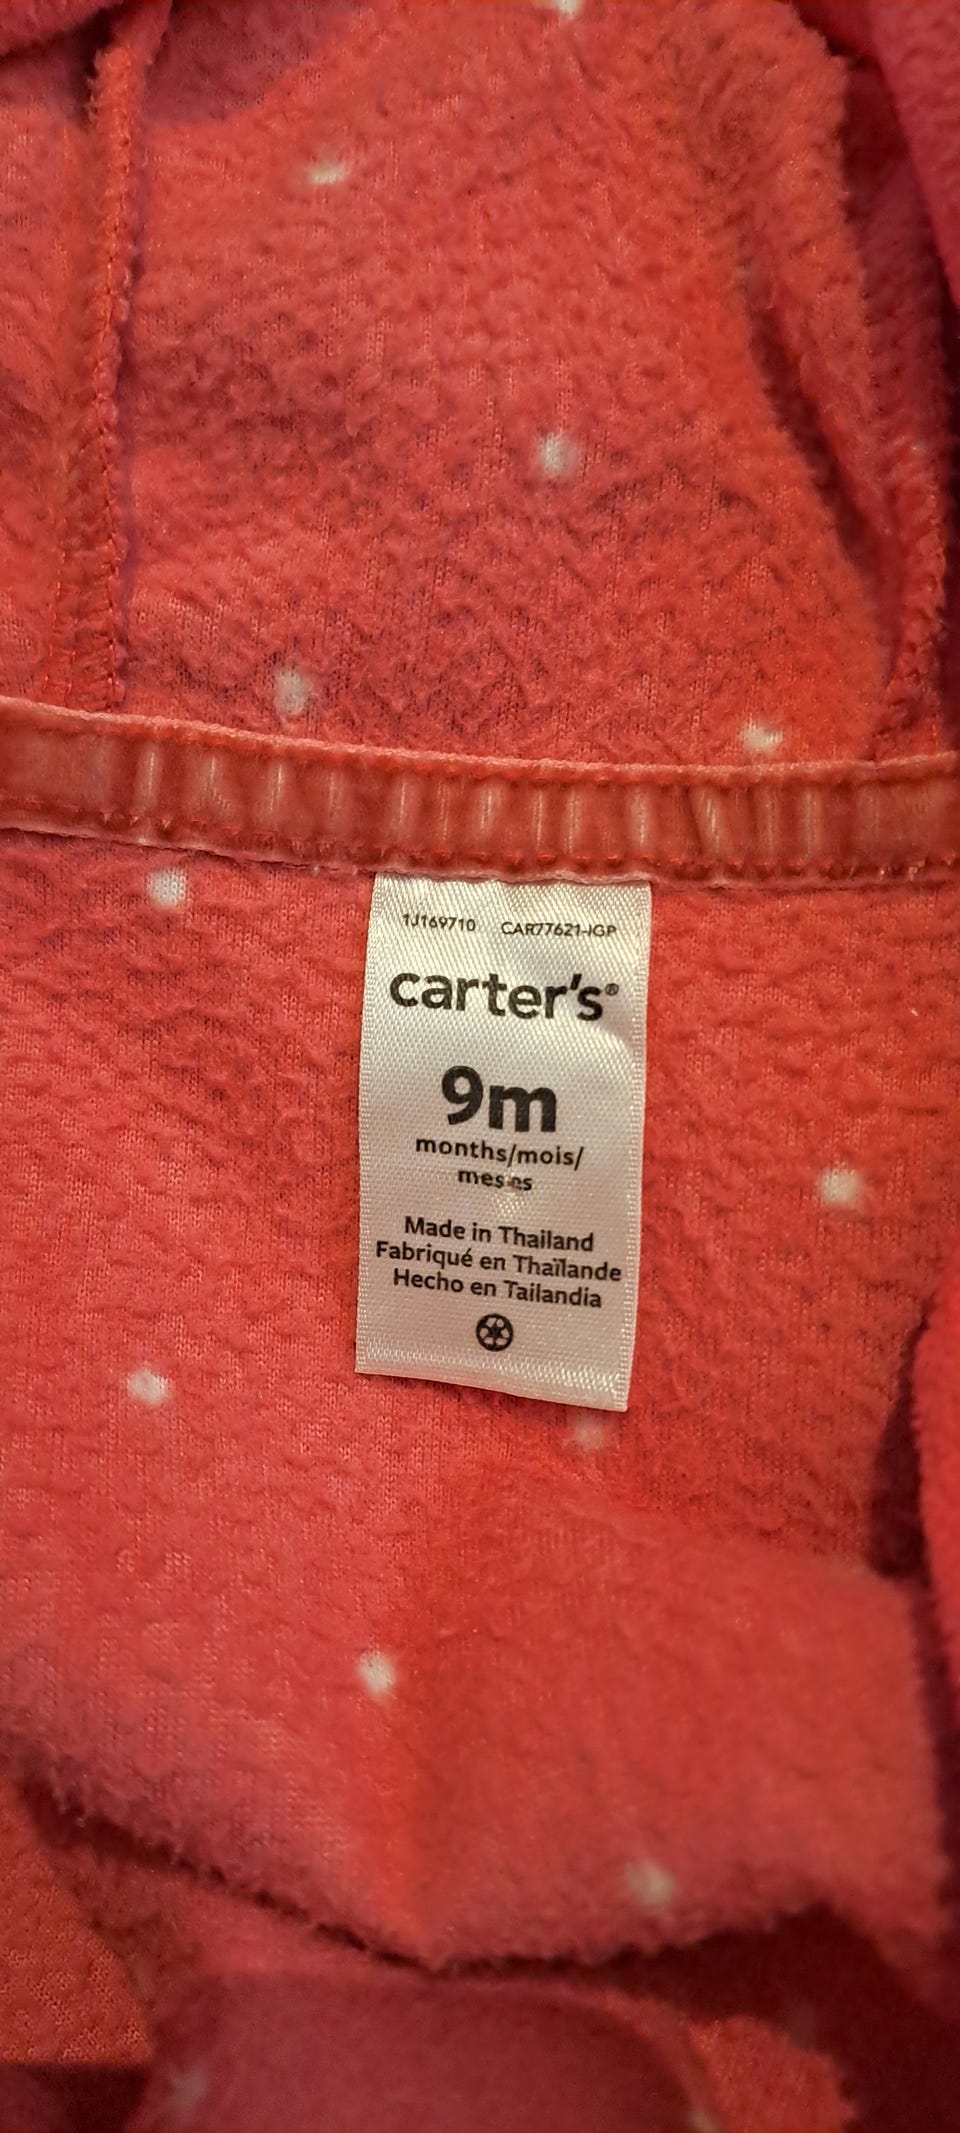 1J169710 CAR77621-IGP
carter's®
9m
months/mois/
meses
Made in Thailand
Fabriqué en Thaïlande
Hecho en Tailandia